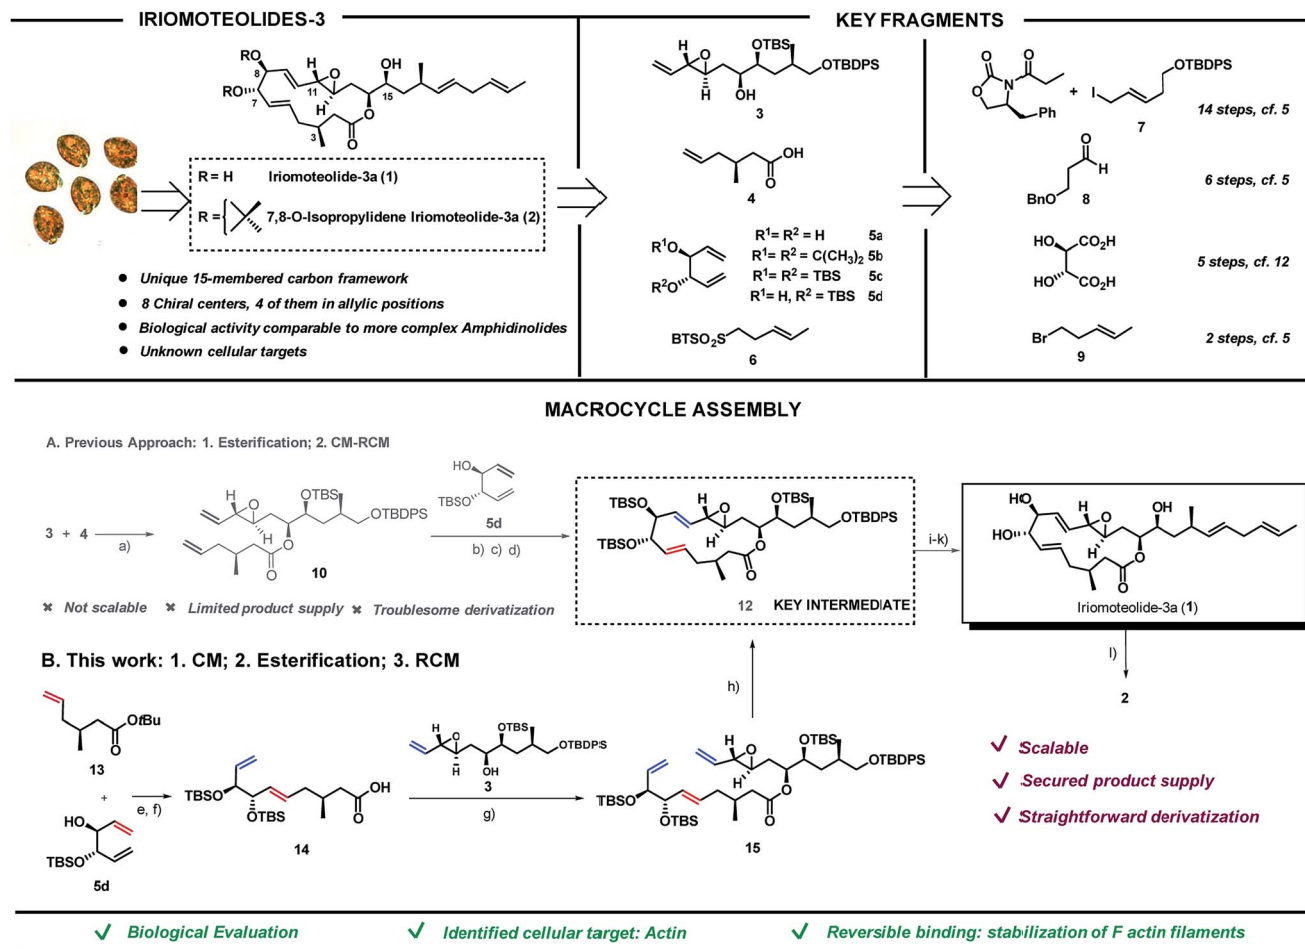 IRIOMOTEOLIDES-3
KEY FRAGMENTS
RO
8
RO
7
H
O
11
H
OH
15
O
O
3
R = H Iriomoteolide-3a (1)
R = 7,8-O-Isopropylidene Iriomoteolide-3a (2)
Unique 15-membered carbon framework
8 Chiral centers, 4 of them in allylic positions
Biological activity comparable to more complex Amphidinolides
Unknown cellular targets
H
O
H
OTBS
OTBDPS
OH
3
OH
O
4
R¹O
R²O
R¹= R² = H 5a
R¹= R² = C(CH₃)₂ 5b
R¹= R² = TBS 5c
R¹= H, R² = TBS 5d
BTSO₂S
6
O
O
O
N
Ph
+
I
OTBDPS
7
14 steps, cf. 5
O
H
BnO
8
6 steps, cf. 5
HO
CO₂H
HO
CO₂H
5 steps, cf. 12
Br
9
2 steps, cf. 5
MACROCYCLE ASSEMBLY
A. Previous Approach: 1. Esterification; 2. CM-RCM
3 + 4
a)
H
O
H
OTBS
OTBDPS
O
O
10
HO
TBSO
5d
b) c) d)
TBSO
TBSO
H
O
H
OTBS
OTBDPS
O
O
12 KEY INTERMEDIATE
i-k)
HO
HO
H
O
H
OH
O
O
Iriomoteolide-3a (1)
✖ Not scalable ✖ Limited product supply ✖ Troublesome derivatization
B. This work: 1. CM; 2. Esterification; 3. RCM
h)
l)
2
OtBu
O
13
+
HO
TBSO
5d
e, f)
TBSO
OTBS
OH
O
14
H
O
H
OTBS
OTBDPS
OH
3
g)
TBSO
OTBS
H
O
H
OTBS
OTBDPS
O
O
15
✓ Scalable
✓ Secured product supply
✓ Straightforward derivatization
✓ Biological Evaluation ✓ Identified cellular target: Actin ✓ Reversible binding: stabilization of F actin filaments